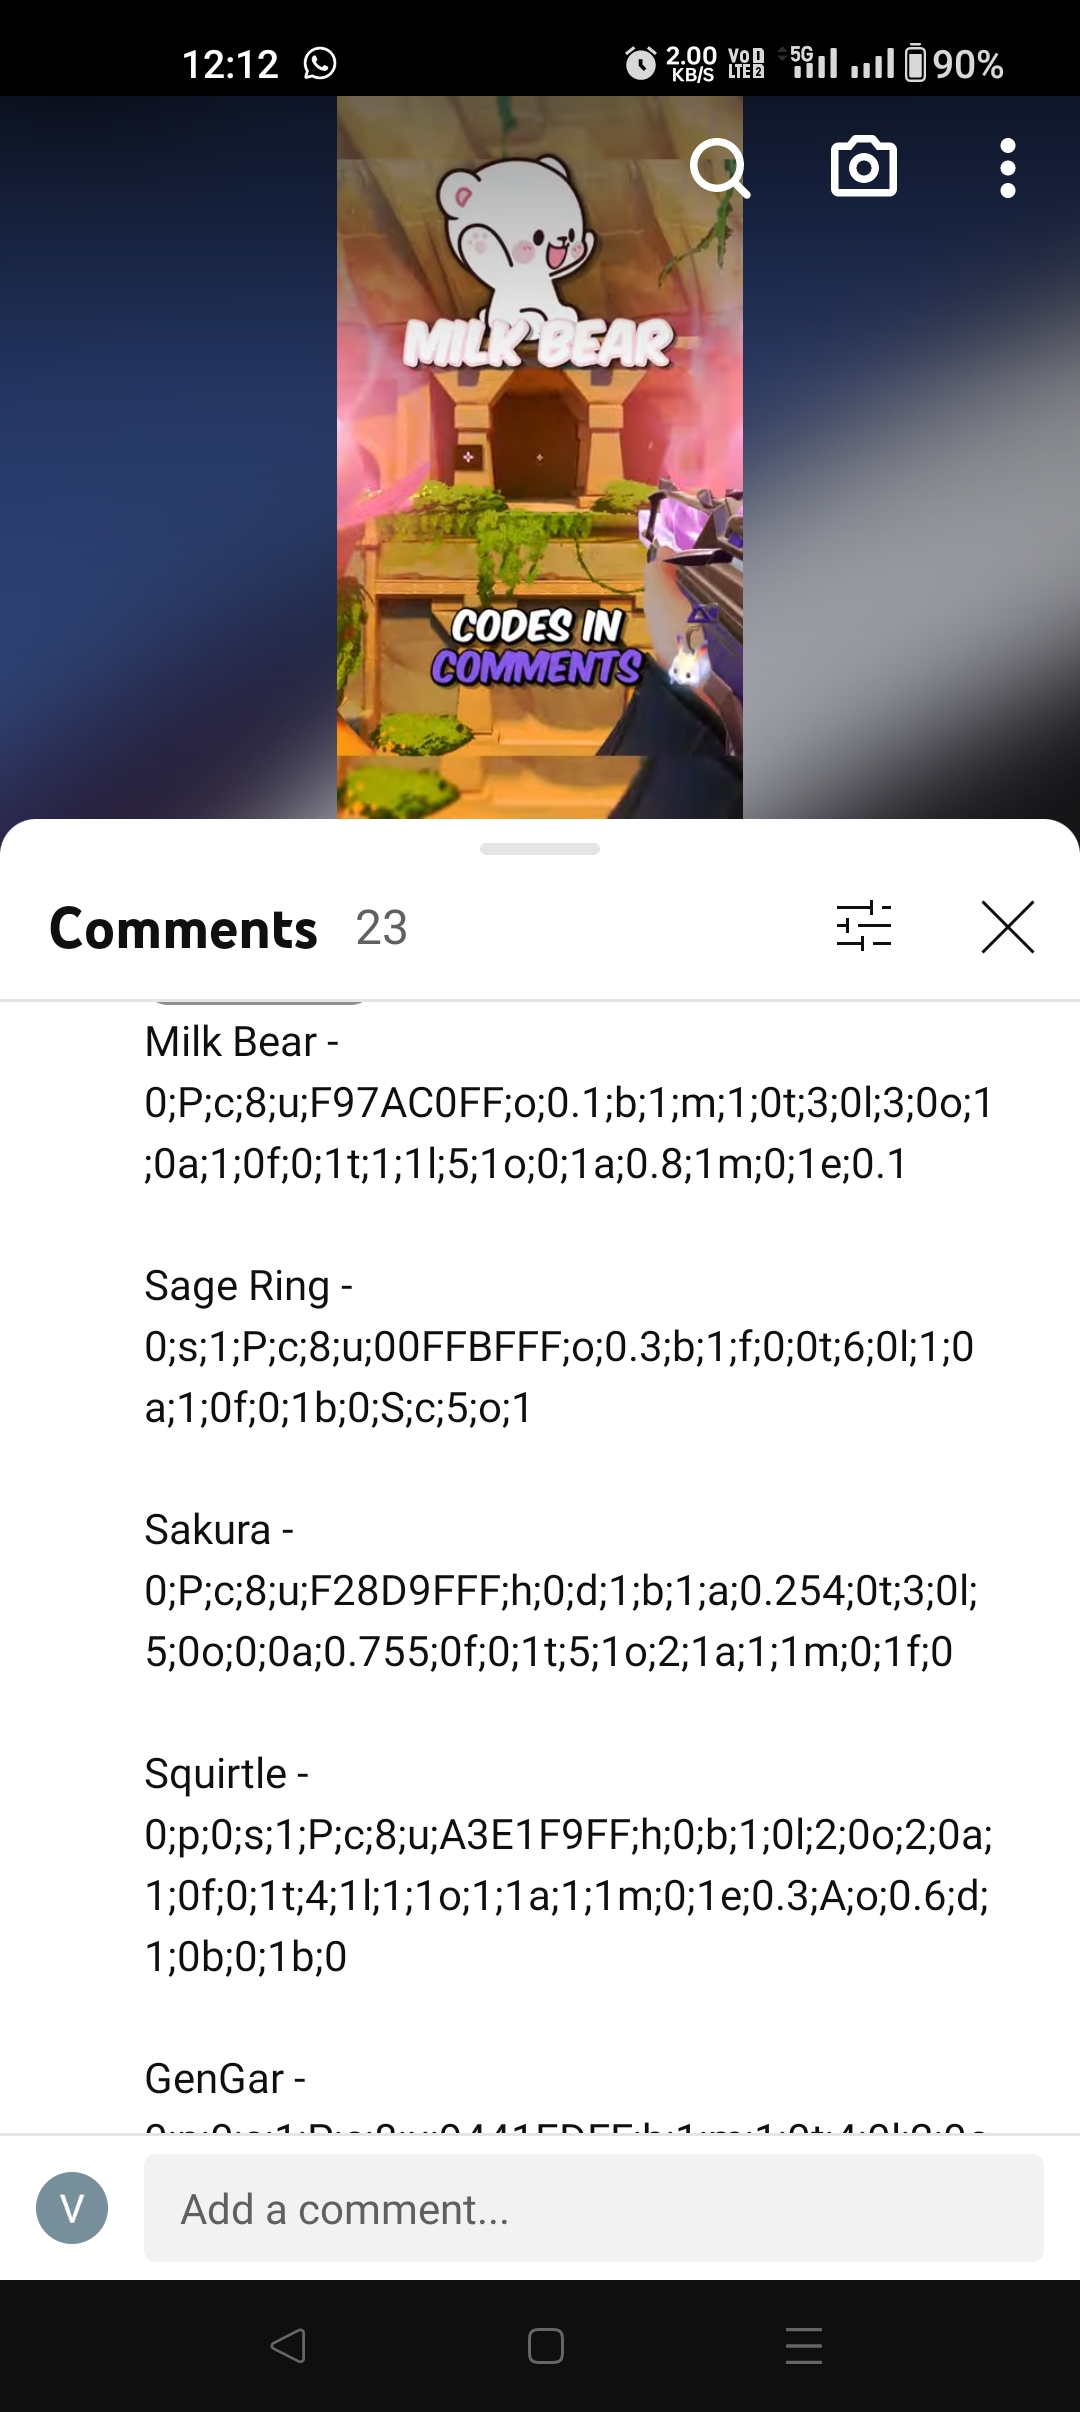 12:12
2.00
KB/S
VoD
LTE2
5G
90%
MILK BEAR
CODES IN
COMMENTS
Comments 23
Milk Bear -
0;P;c;8;u;F97AC0FF;o;0.1;b;1;m;1;0t;3;0l;3;0o;1
;0a;1;0f;0;1t;1;1l;5;1o;0;1a;0.8;1m;0;1e;0.1
Sage Ring -
0;s;1;P;c;8;u;00FFBFFF;o;0.3;b;1;f;0;0t;6;0l;1;0
a;1;0f;0;1b;0;S;c;5;o;1
Sakura -
0;P;c;8;u;F28D9FFF;h;0;d;1;b;1;a;0.254;0t;3;0l;
5;0o;0;0a;0.755;0f;0;1t;5;1o;2;1a;1;1m;0;1f;0
Squirtle -
0;p;0;s;1;P;c;8;u;A3E1F9FF;h;0;b;1;0l;2;0o;2;0a;
1;0f;0;1t;4;1l;1;1o;1;1a;1;1m;0;1e;0.3;A;o;0.6;d;
1;0b;0;1b;0
GenGar -
V
Add a comment...